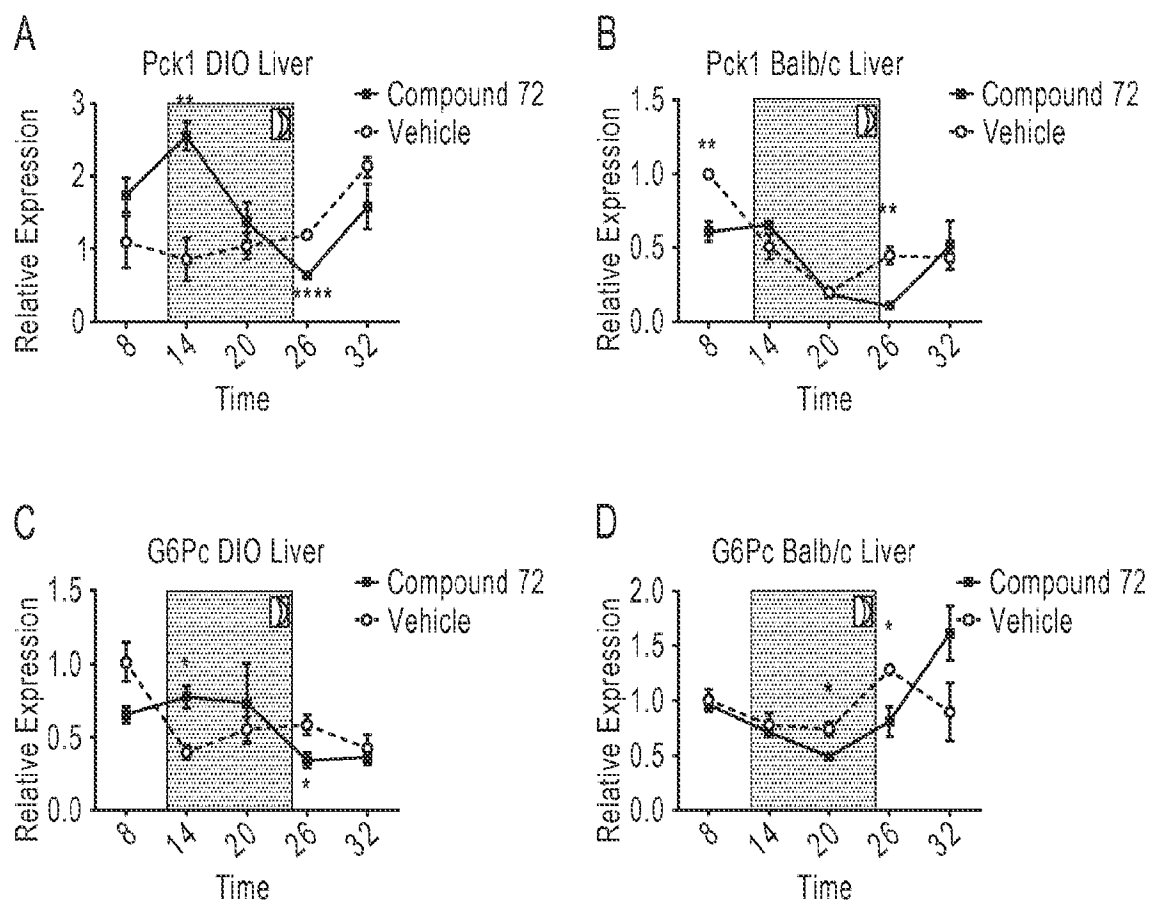 A
Pck1 DIO Liver
Relative Expression
3
2
1
0
**
****
Compound 72
Vehicle
8
14
20
26
32
Time
B
Pck1 Balb/c Liver
Relative Expression
1.5
1.0
0.5
0.0
**
**
Compound 72
Vehicle
8
14
20
26
32
Time
C
G6Pc DIO Liver
Relative Expression
1.5
1.0
0.5
0.0
*
*
Compound 72
Vehicle
8
14
20
26
32
Time
D
G6Pc Balb/c Liver
Relative Expression
2.0
1.5
1.0
0.5
0.0
*
*
Compound 72
Vehicle
8
14
20
26
32
Time